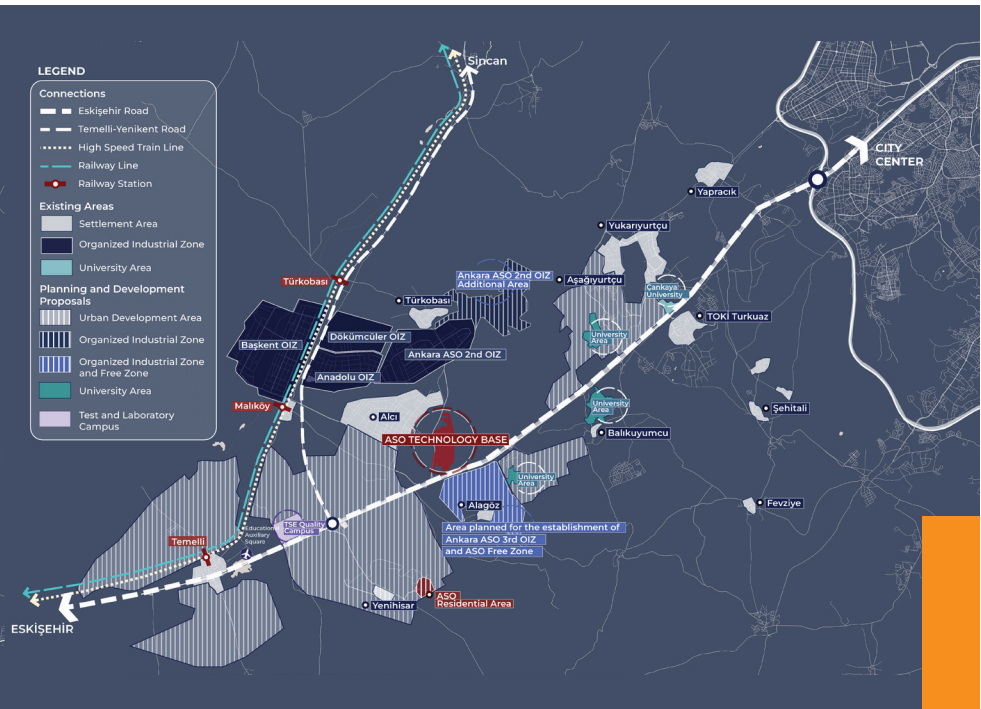 LEGEND
Connections
Eskişehir Road
Temelli-Yenikent Road
High Speed Train Line
Railway Line
Railway Station
Existing Areas
Settlement Area
Organized Industrial Zone
University Area
Planning and Development
Proposals
Urban Development Area
Organized Industrial Zone
Organized Industrial Zone
and Free Zone
University Area
Test and Laboratory
Campus
Sincan
CITY
CENTER
Yapracık
Yukarıyurtçu
Ankara ASO 2nd OIZ
Additional Area
Aşağıyurtçu
Çankaya
University
Türkobası
Türkobası
TOKİ Turkuaz
Başkent OIZ
Dökümcüler OIZ
Ankara ASO 2nd OIZ
University
Area
Anadolu OIZ
Malıköy
Alcı
University
Area
Şehitali
ASO TECHNOLOGY BASE
Balıkuyumcu
University
Area
Alagöz
Fevziye
TSE Quality
Campus
Education
Auxiliary
Square
Area planned for the establishment of
Ankara ASO 3rd OIZ
and ASO Free Zone
Temelli
ASO
Residential Area
Yenihisar
ESKİŞEHİR